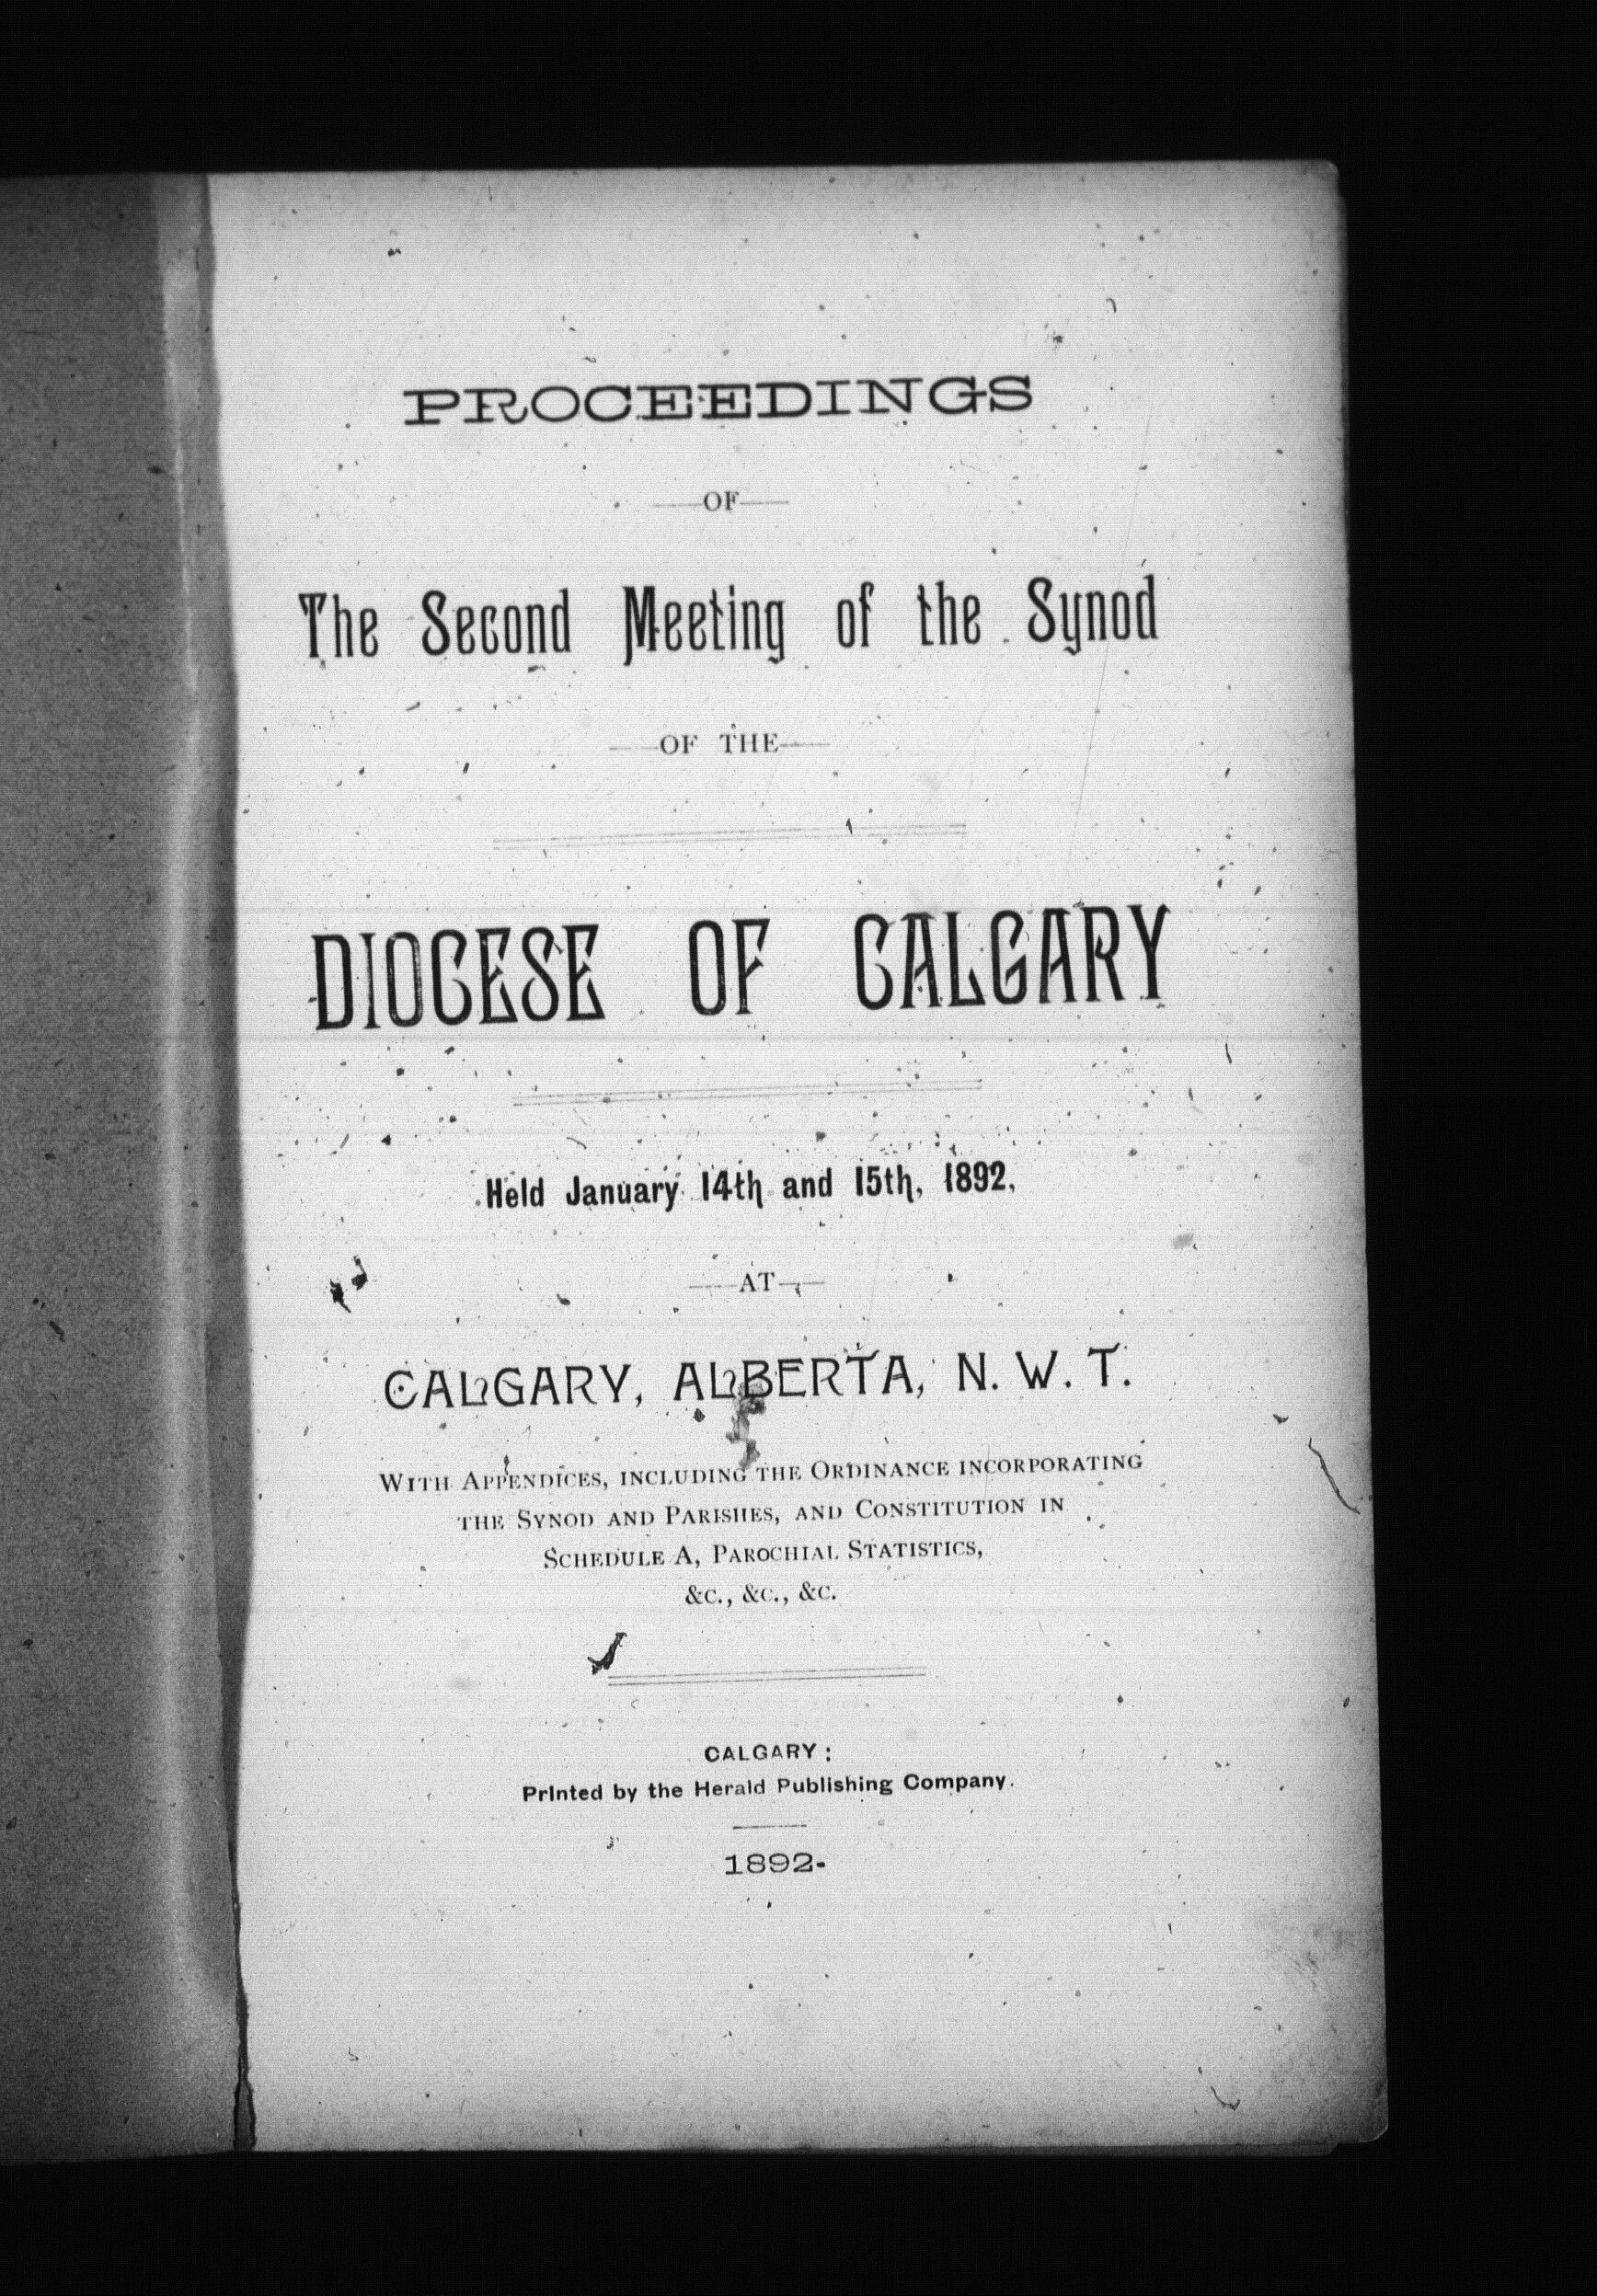 PROCEEDINGS
—OF—
The Second Meeting of the Synod
—OF THE—
DIOCESE OF CALGARY
Held January 14th and 15th, 1892,
—AT—
CALGARY, ALBERTA, N. W. T.
WITH APPENDICES, INCLUDING THE ORDINANCE INCORPORATING
THE SYNOD AND PARISHES, AND CONSTITUTION IN
SCHEDULE A, PAROCHIAL STATISTICS,
&C., &C., &C.
CALGARY:
Printed by the Herald Publishing Company.
1892.